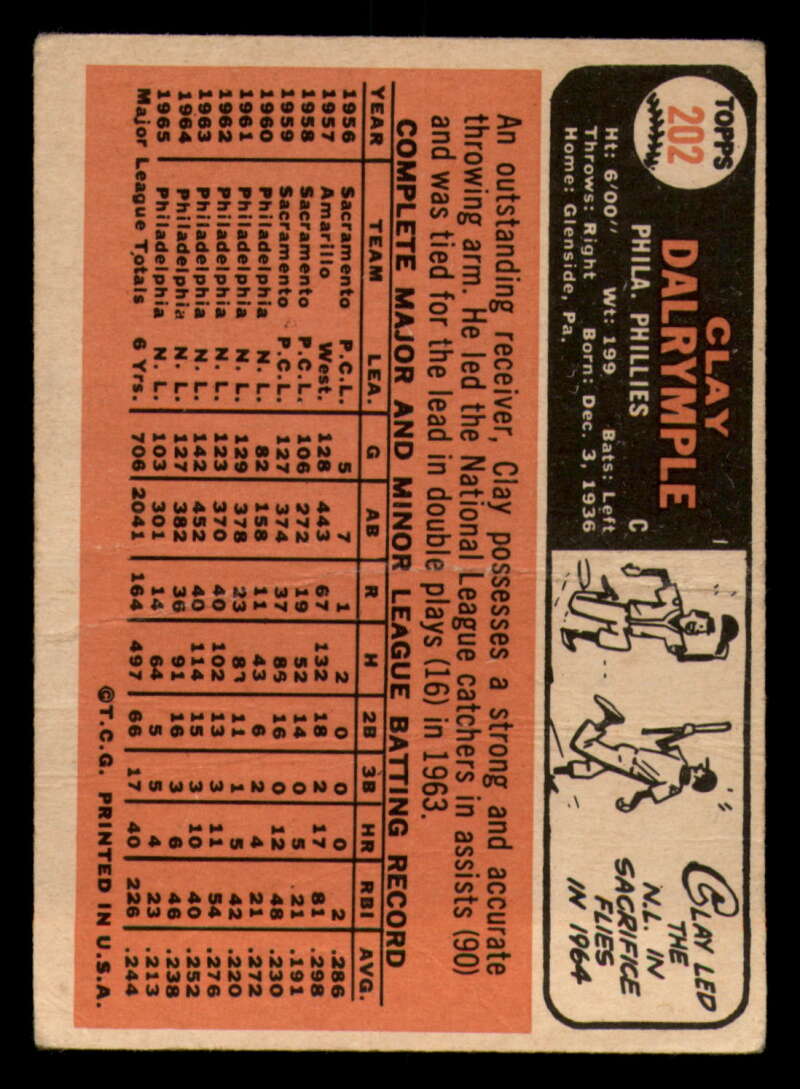 TOPPS
202
CLAY
DALRYMPLE
PHILA. PHILLIES C
Ht: 6'00" Wt: 199 Bats: Left
Throws: Right Born: Dec. 3, 1936
Home: Glenside, Pa.
CLAY LED
THE
N.L. IN
SACRIFICE
FLIES
IN 1964
An outstanding receiver, Clay possesses a strong and accurate
throwing arm. He led the National League catchers in assists (90)
and was tied for the lead in double plays (16) in 1963.
COMPLETE MAJOR AND MINOR LEAGUE BATTING RECORD
YEAR TEAM LEA. G AB R H 2B 3B HR RBI AVG.
1956 Sacramento P.C.L. 5 7 1 2 0 0 0 2 .286
1957 Amarillo West. 128 443 67 132 18 2 17 81 .298
1958 Sacramento P.C.L. 106 272 19 52 14 0 5 21 .191
1959 Sacramento P.C.L. 127 374 37 86 16 0 12 48 .230
1960 Philadelphia N. L. 82 158 11 43 6 2 4 21 .272
1961 Philadelphia N. L. 129 378 23 83 11 1 5 42 .220
1962 Philadelphia N. L. 123 370 40 102 13 3 11 54 .276
1963 Philadelphia N. L. 142 452 40 114 15 3 10 40 .252
1964 Philadelphia N. L. 127 382 36 91 16 3 6 46 .238
1965 Philadelphia N. L. 103 301 14 64 5 5 4 23 .213
Major League Totals 6 Yrs. 706 2041 164 497 66 17 40 226 .244
©T.C.G. PRINTED IN U.S.A.